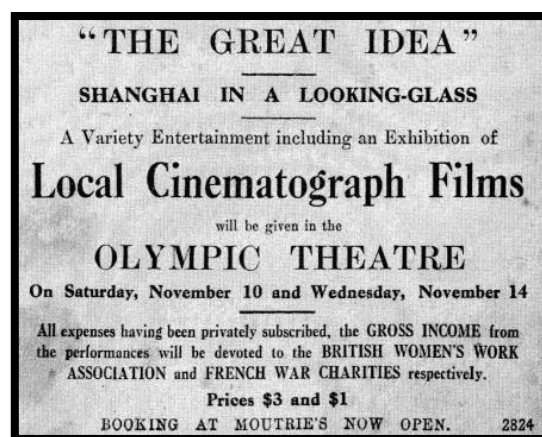 “THE GREAT IDEA”
SHANGHAI IN A LOOKING-GLASS
A Variety Entertainment including an Exhibition of
Local Cinematograph Films
will be given in the
OLYMPIC THEATRE
On Saturday, November 10 and Wednesday, November 14
All expenses having been privately subscribed, the GROSS INCOME from
the performances will be devoted to the BRITISH WOMEN'S WORK
ASSOCIATION and FRENCH WAR CHARITIES respectively.
Prices $3 and $1
BOOKING AT MOUTRIE'S NOW OPEN. 2824